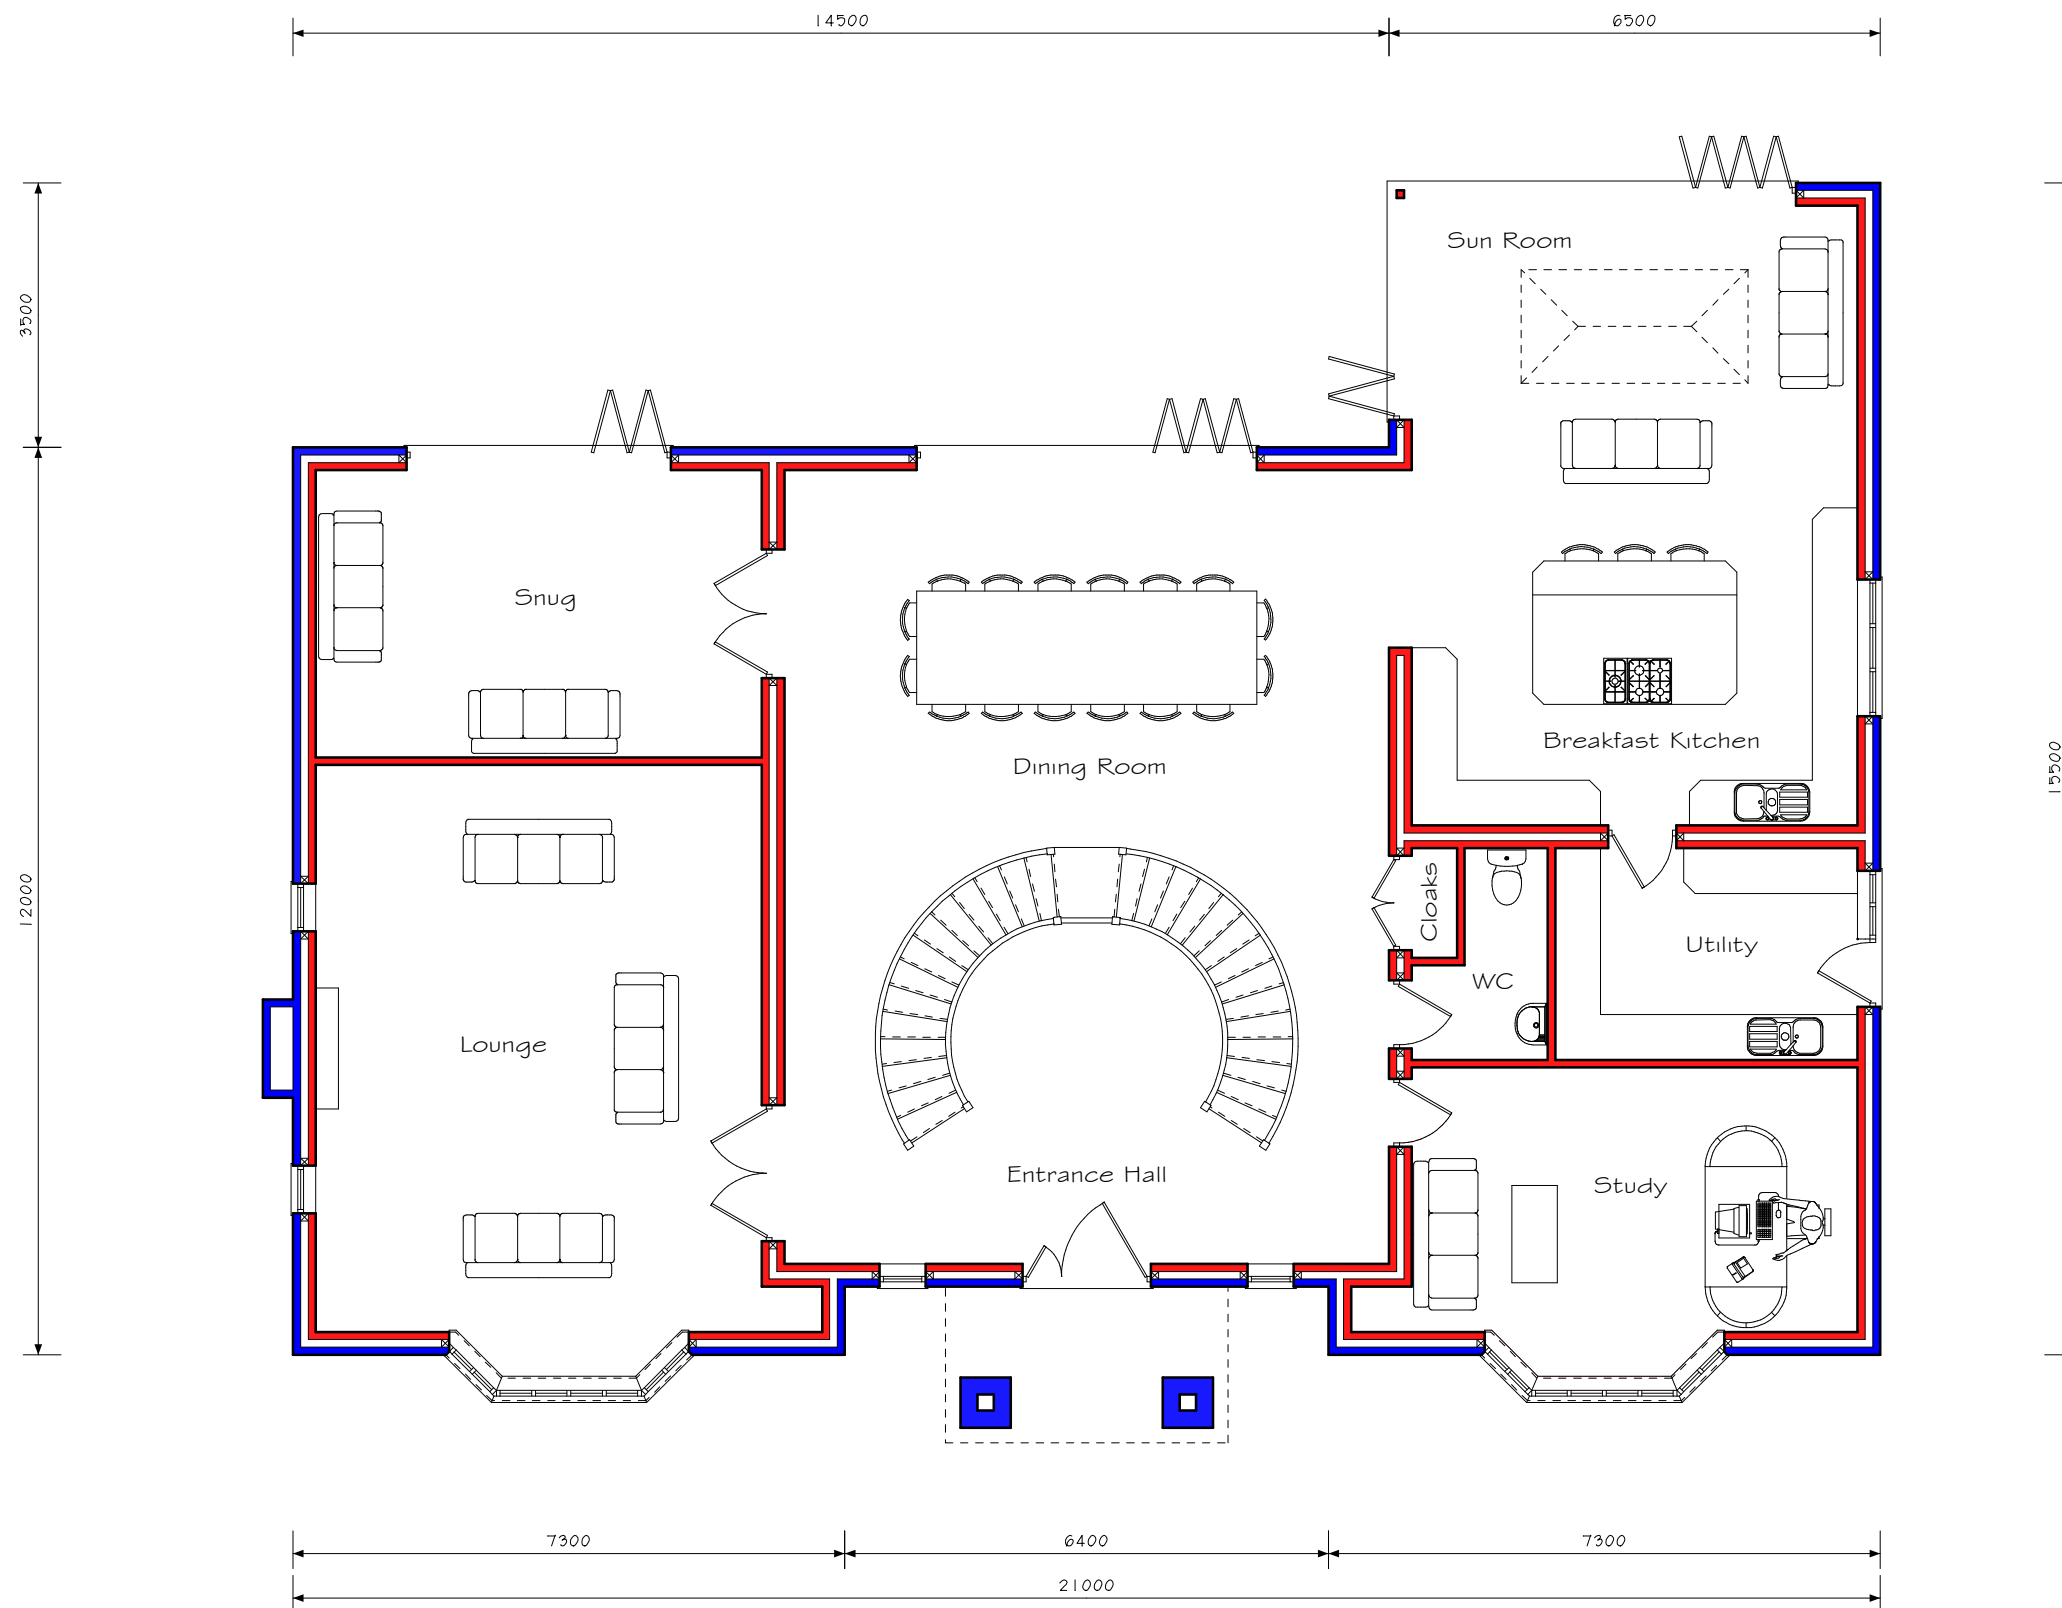 14500
6500
3500
Sun Room
Snug
Breakfast Kitchen
Dining Room
15500
12000
Cloaks
Utility
WC
Lounge
Entrance Hall
Study
7300
6400
7300
21000